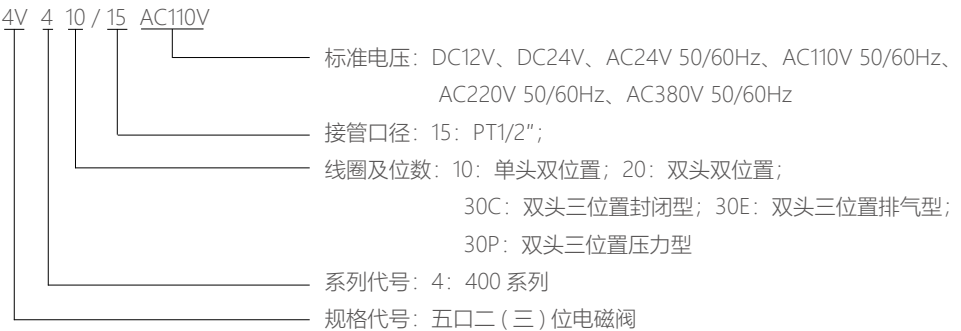 4V 4 10 / 15 AC110V
标准电压：DC12V、DC24V、AC24V 50/60Hz、AC110V 50/60Hz、
AC220V 50/60Hz、AC380V 50/60Hz
接管口径：15：PT1/2"；
线圈及位数：10：单头双位置；20：双头双位置；
30C：双头三位置封闭型；30E：双头三位置排气型；
30P：双头三位置压力型
系列代号：4：400 系列
规格代号：五口二 ( 三 ) 位电磁阀